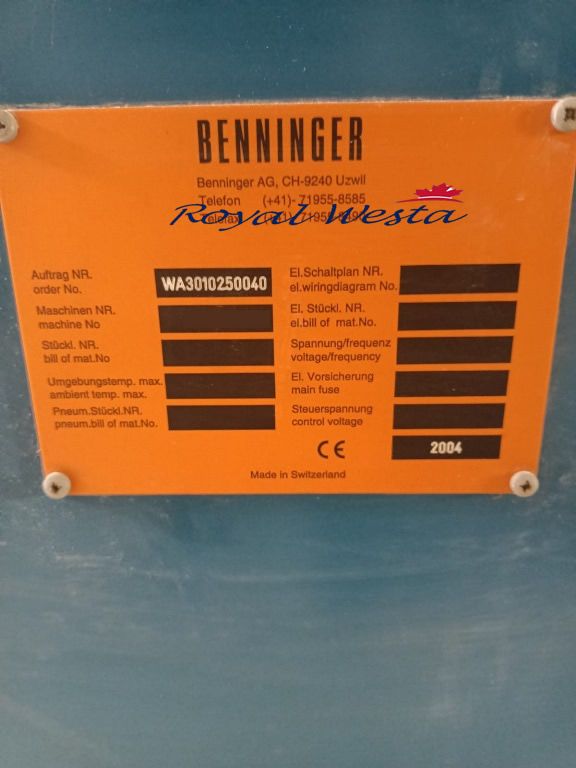 BENNINGER
Benninger AG, CH-9240 Uzwil
Telefon (+41)- 71955-8585
Royal Westa
Telefax
Auftrag NR.
order No.
WA3010250040
Maschinen NR.
machine No
Stückl. NR.
bill of mat.No
Umgebungstemp. max.
ambient temp. max.
Pneum.Stückl.NR.
pneum.bill of mat.No.
El.Schaltplan NR.
el.wiringdiagram No.
El. Stückl. NR.
el.bill of mat.No.
Spannung/frequenz
voltage/frequency
El. Vorsicherung
main fuse
Steuerspannung
control voltage
CE
2004
Made in Switzerland